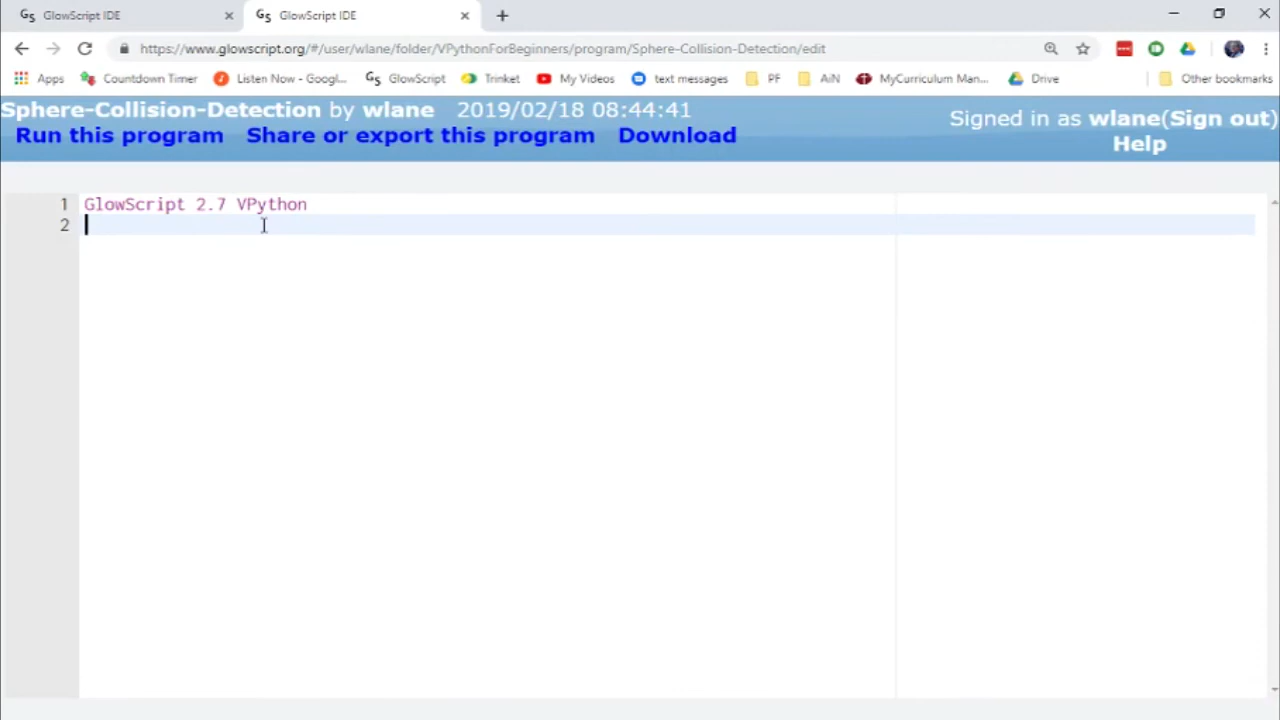 GlowScript IDE
GlowScript IDE
https://www.glowscript.org/#/user/wlane/folder/VPythonForBeginners/program/Sphere-Collision-Detection/edit
Apps Countdown Timer Listen Now - Googl... GlowScript Trinket My Videos text messages PF AiN MyCurriculum Man... Drive Other bookmarks
Sphere-Collision-Detection by wlane 2019/02/18 08:44:41
Signed in as wlane(Sign out)
Run this program Share or export this program Download
Help
1 GlowScript 2.7 VPython
2